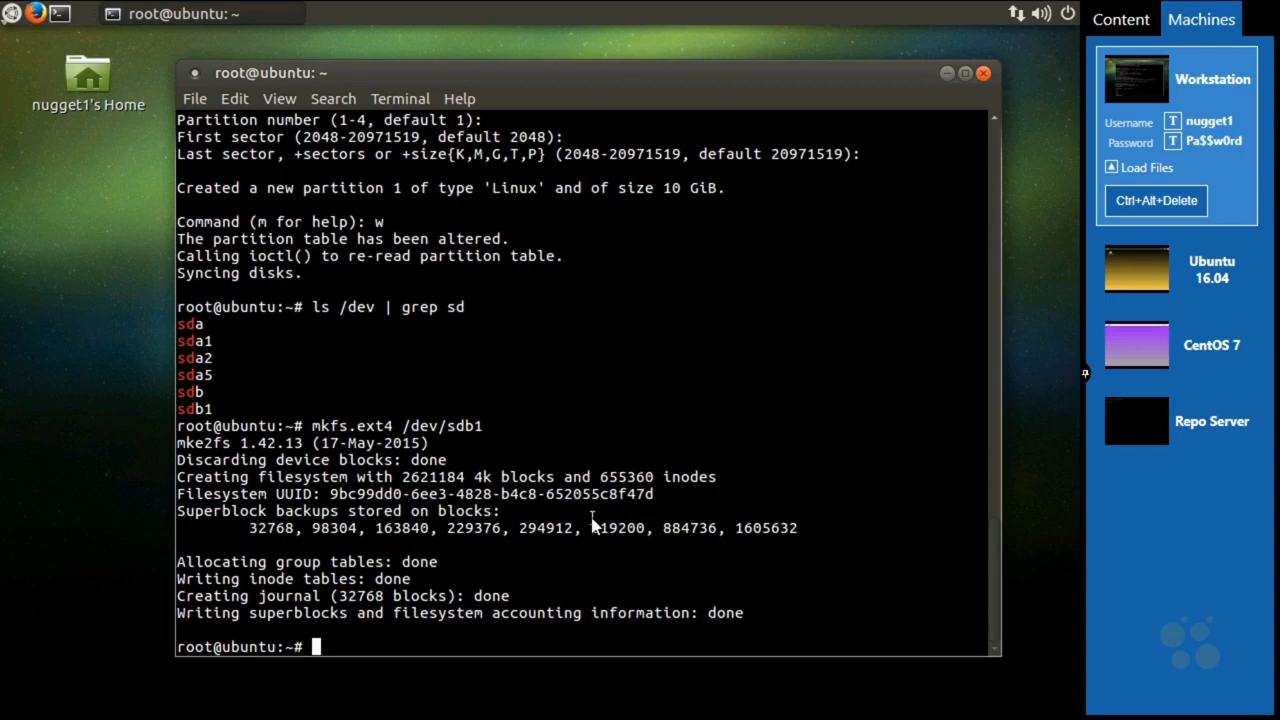 root@ubuntu: ~
Content
Machines
nugget1's Home
root@ubuntu: ~
File Edit View Search Terminal Help
Partition number (1-4, default 1):
First sector (2048-20971519, default 2048):
Last sector, +sectors or +size{K,M,G,T,P} (2048-20971519, default 20971519):
Created a new partition 1 of type 'Linux' and of size 10 GiB.
Command (m for help): w
The partition table has been altered.
Calling ioctl() to re-read partition table.
Syncing disks.
root@ubuntu:~# ls /dev | grep sd
sda
sda1
sda2
sda5
sdb
sdb1
root@ubuntu:~# mkfs.ext4 /dev/sdb1
mke2fs 1.42.13 (17-May-2015)
Discarding device blocks: done
Creating filesystem with 2621184 4k blocks and 655360 inodes
Filesystem UUID: 9bc99dd0-6ee3-4828-b4c8-652055c8f47d
Superblock backups stored on blocks:
32768, 98304, 163840, 229376, 294912, 819200, 884736, 1605632
Allocating group tables: done
Writing inode tables: done
Creating journal (32768 blocks): done
Writing superblocks and filesystem accounting information: done
root@ubuntu:~#
Workstation
Username T nugget1
Password T Pa$$w0rd
Load Files
Ctrl+Alt+Delete
Ubuntu
16.04
CentOS 7
Repo Server